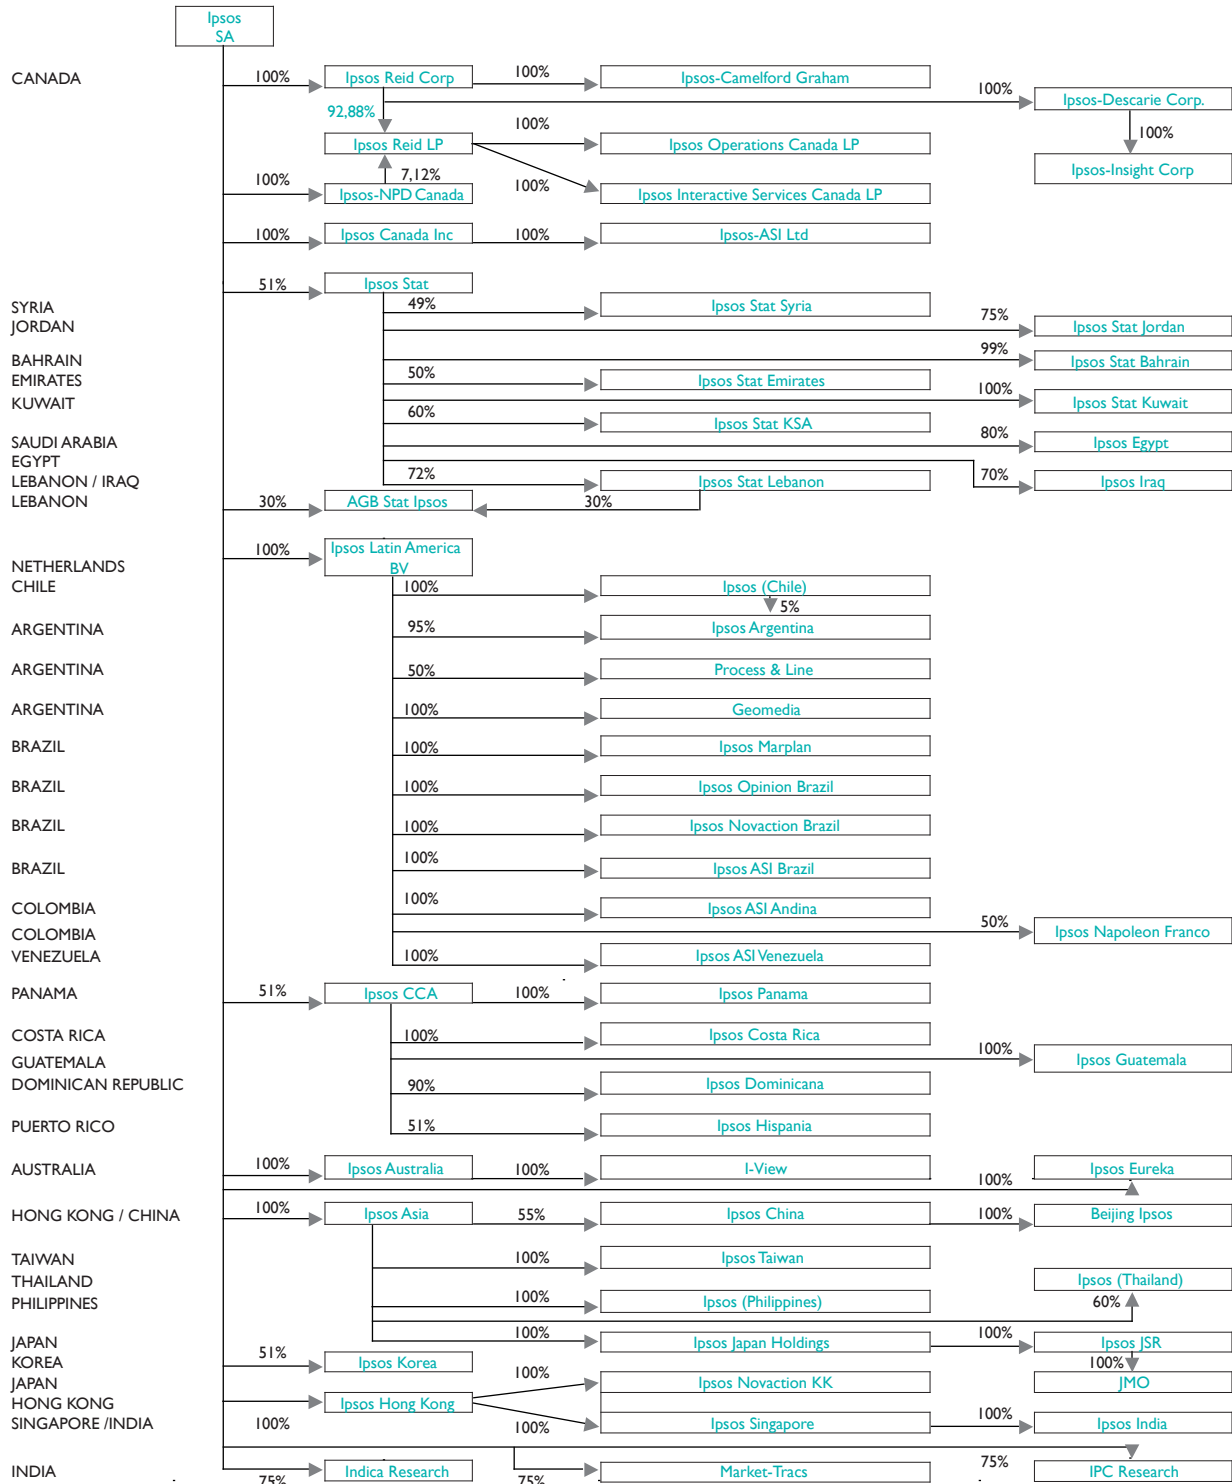 Ipsos
SA
CANADA
100%
Ipsos Reid Corp
100%
Ipsos-Camelford Graham
100%
Ipsos-Descarie Corp.
92,88%
100%
100%
Ipsos Reid LP
Ipsos Operations Canada LP
7,12%
Ipsos-Insight Corp
100%
Ipsos-NPD Canada
100%
Ipsos Interactive Services Canada LP
100%
Ipsos Canada Inc
100%
Ipsos-ASI Ltd
51%
Ipsos Stat
SYRIA
49%
Ipsos Stat Syria
JORDAN
75%
Ipsos Stat Jordan
BAHRAIN
99%
Ipsos Stat Bahrain
EMIRATES
50%
Ipsos Stat Emirates
KUWAIT
100%
Ipsos Stat Kuwait
60%
Ipsos Stat KSA
SAUDI ARABIA
80%
Ipsos Egypt
EGYPT
LEBANON / IRAQ
72%
Ipsos Stat Lebanon
70%
Ipsos Iraq
LEBANON
30%
AGB Stat Ipsos
30%
100%
Ipsos Latin America
BV
NETHERLANDS
CHILE
100%
Ipsos (Chile)
5%
ARGENTINA
95%
Ipsos Argentina
ARGENTINA
50%
Process & Line
ARGENTINA
100%
Geomedia
BRAZIL
100%
Ipsos Marplan
BRAZIL
100%
Ipsos Opinion Brazil
BRAZIL
100%
Ipsos Novaction Brazil
BRAZIL
100%
Ipsos ASI Brazil
COLOMBIA
100%
Ipsos ASI Andina
COLOMBIA
50%
Ipsos Napoleon Franco
VENEZUELA
100%
Ipsos ASI Venezuela
PANAMA
51%
Ipsos CCA
100%
Ipsos Panama
COSTA RICA
100%
Ipsos Costa Rica
GUATEMALA
100%
Ipsos Guatemala
DOMINICAN REPUBLIC
90%
Ipsos Dominicana
PUERTO RICO
51%
Ipsos Hispania
AUSTRALIA
100%
Ipsos Australia
100%
I-View
100%
Ipsos Eureka
HONG KONG / CHINA
100%
Ipsos Asia
55%
Ipsos China
100%
Beijing Ipsos
TAIWAN
100%
Ipsos Taiwan
THAILAND
Ipsos (Thailand)
PHILIPPINES
100%
Ipsos (Philippines)
60%
JAPAN
100%
Ipsos Japan Holdings
100%
Ipsos JSR
KOREA
51%
Ipsos Korea
100%
JAPAN
100%
Ipsos Novaction KK
JMO
HONG KONG
Ipsos Hong Kong
SINGAPORE /INDIA
100%
100%
Ipsos Singapore
100%
Ipsos India
INDIA
75%
Indica Research
75%
Market-Tracs
75%
IPC Research